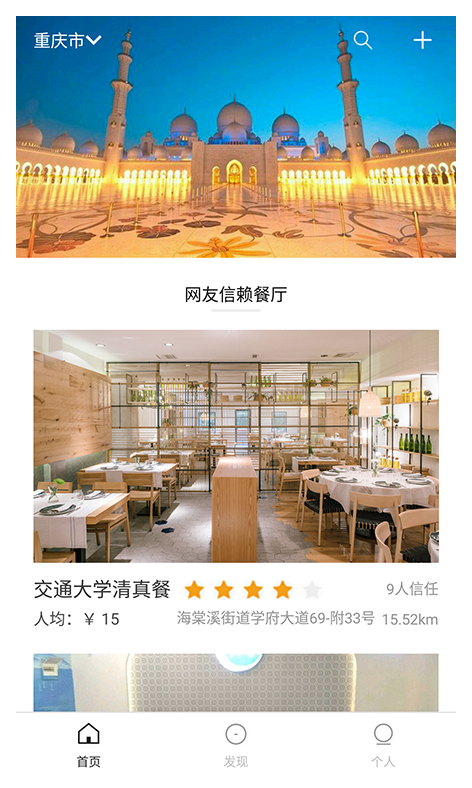 重庆市
网友信赖餐厅
交通大学清真餐
9人信任
人均：￥ 15
海棠溪街道学府大道69-附33号 15.52km
首页 发现 个人